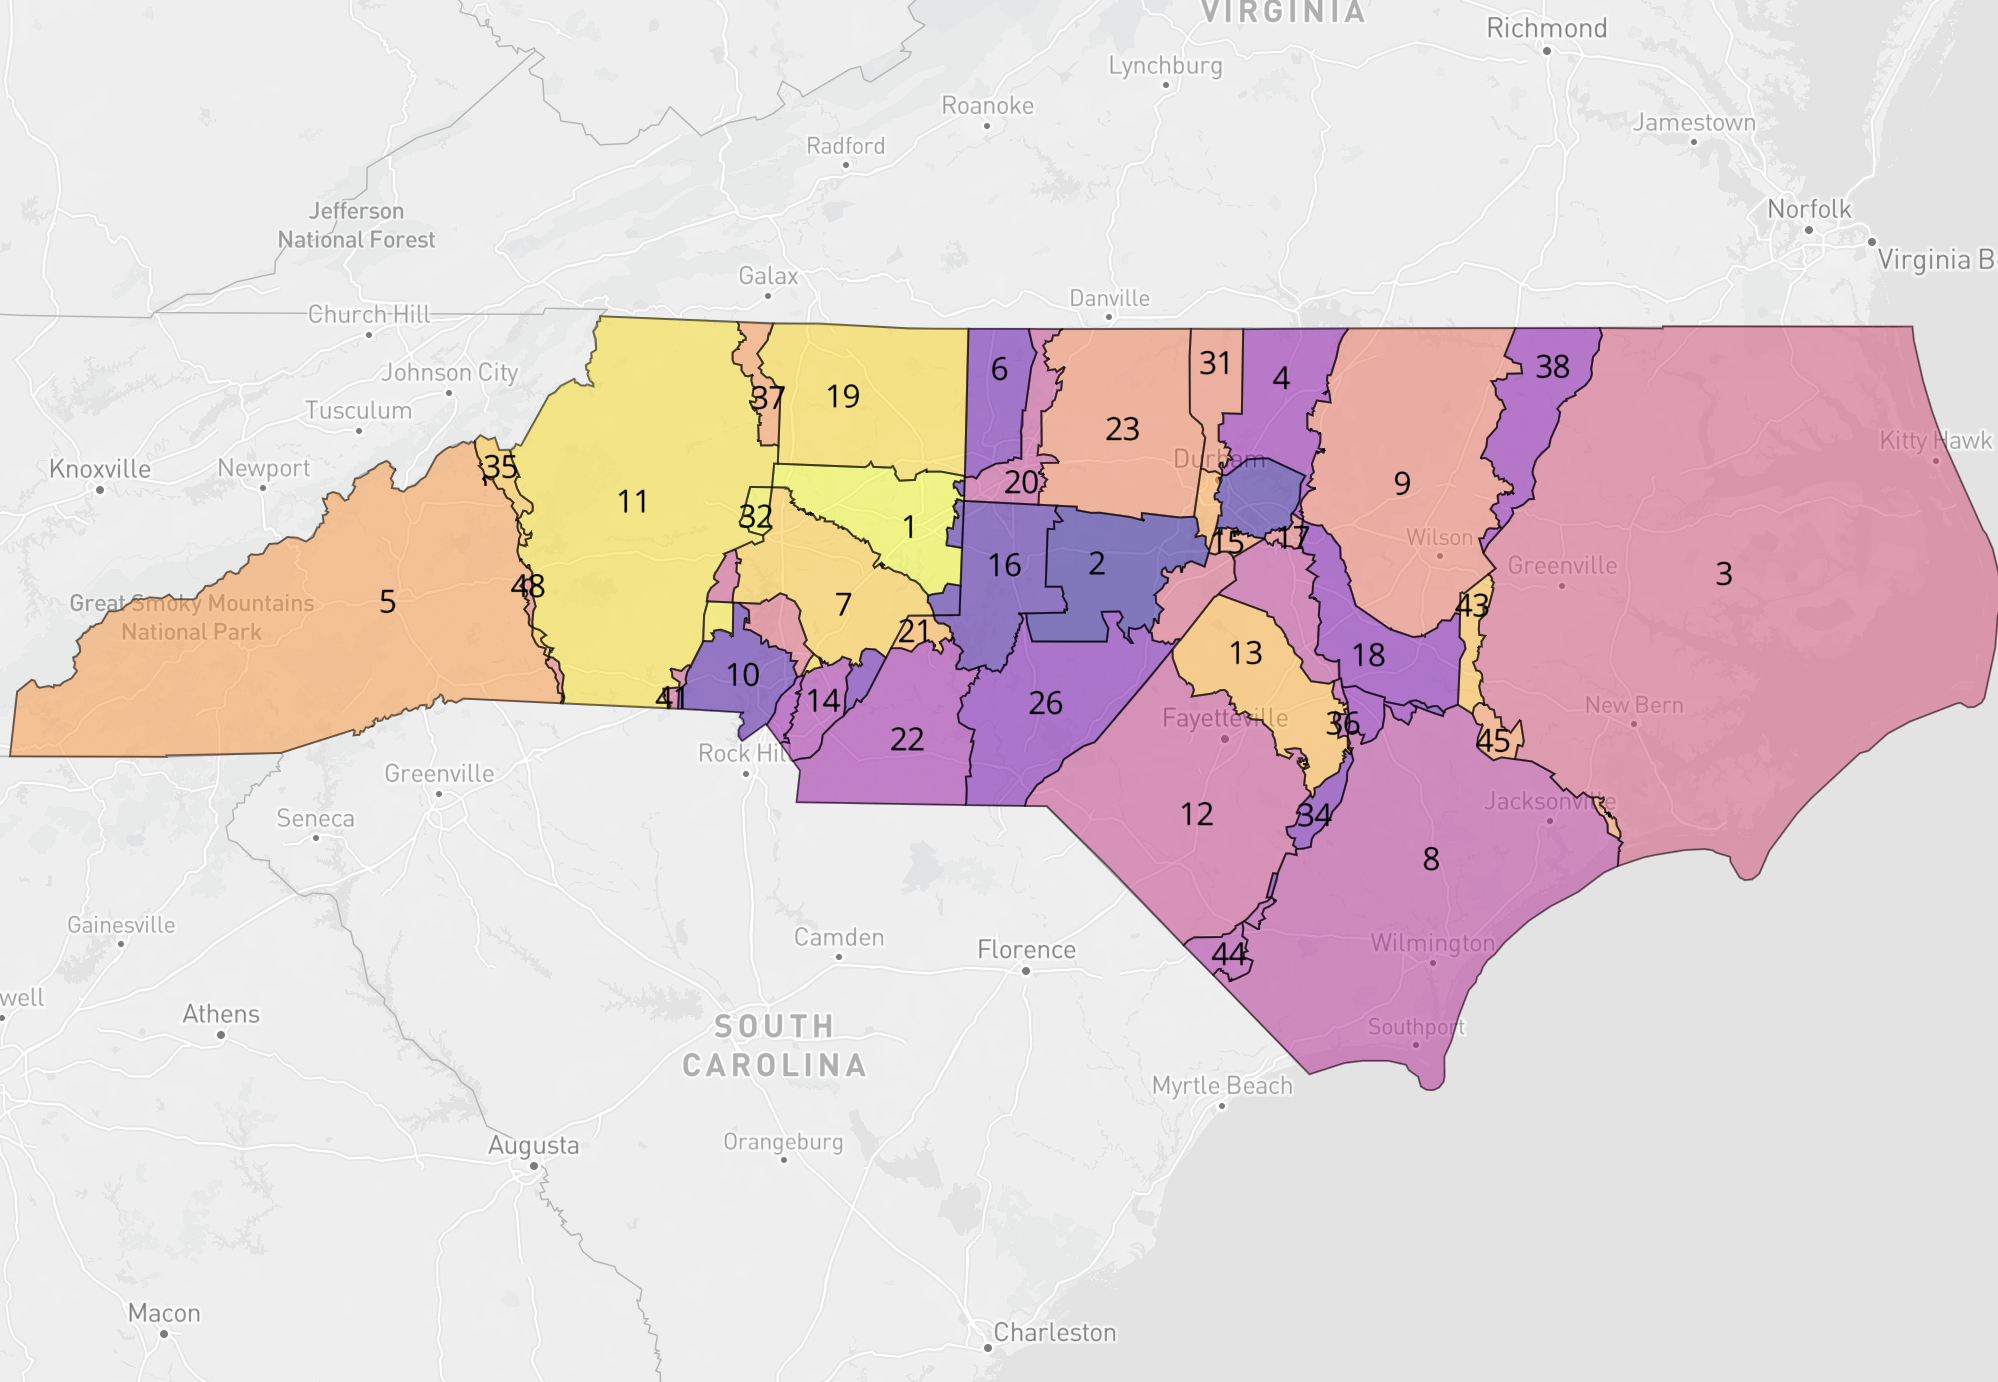 VIRGINIA
Richmond
Lynchburg
Roanoke
Jamestown
Radford
Jefferson
National Forest
Norfolk
Virginia B
Galax
Danville
Church Hill
Johnson City
Tusculum
Knoxville
Newport
Kitty Hawk
Durham
Wilson
Greenville
Great Smoky Mountains
National Park
New Bern
Fayetteville
Rock Hill
Greenville
Jacksonville
Seneca
Gainesville
Camden
Florence
Wilmington
well
Athens
SOUTH
CAROLINA
Southport
Myrtle Beach
Augusta
Orangeburg
Macon
Charleston
6
31
4
38
37
19
23
35
11
20
9
32
1
15
17
16
2
3
48
5
7
43
21
13
18
10
41
14
26
22
36
45
12
34
8
44